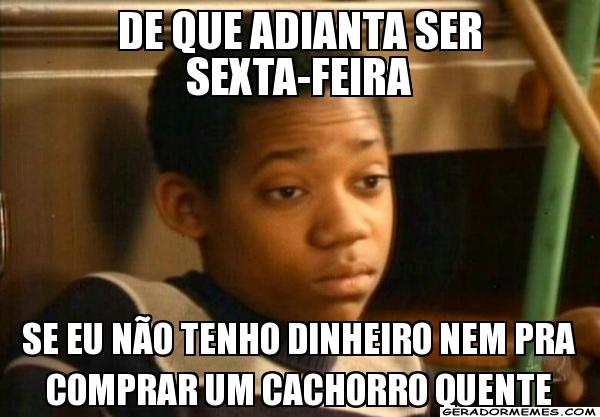 DE QUE ADIANTA SER
SEXTA-FEIRA
SE EU NÃO TENHO DINHEIRO NEM PRA
COMPRAR UM CACHORRO QUENTE
GERADORMEMES.COM